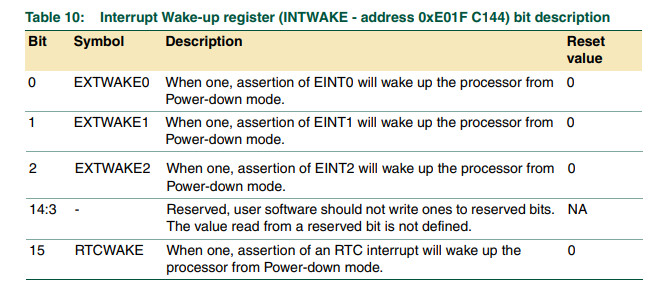 Table 10: Interrupt Wake-up register (INTWAKE - address 0xE01F C144) bit description
Bit Symbol Description Reset value
0 EXTWAKE0 When one, assertion of EINT0 will wake up the processor from 0
Power-down mode.
1 EXTWAKE1 When one, assertion of EINT1 will wake up the processor from 0
Power-down mode.
2 EXTWAKE2 When one, assertion of EINT2 will wake up the processor from 0
Power-down mode.
14:3 - Reserved, user software should not write ones to reserved bits. NA
The value read from a reserved bit is not defined.
15 RTCWAKE When one, assertion of an RTC interrupt will wake up the 0
processor from Power-down mode.